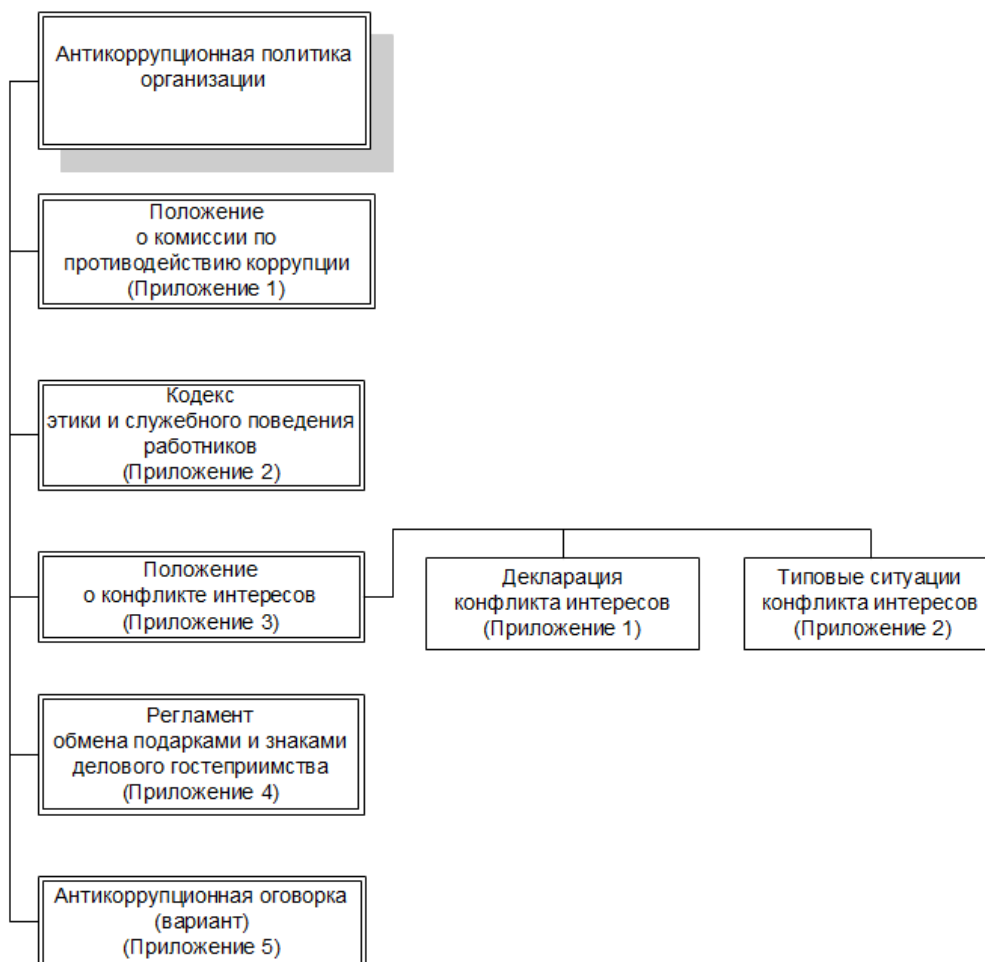 Антикоррупционная политика
организации
Положение
о комиссии по
противодействию коррупции
(Приложение 1)
Кодекс
этики и служебного поведения
работников
(Приложение 2)
Положение
о конфликте интересов
(Приложение 3)
Декларация
конфликта интересов
(Приложение 1)
Типовые ситуации
конфликта интересов
(Приложение 2)
Регламент
обмена подарками и знаками
делового гостеприимства
(Приложение 4)
Антикоррупционная оговорка
(вариант)
(Приложение 5)